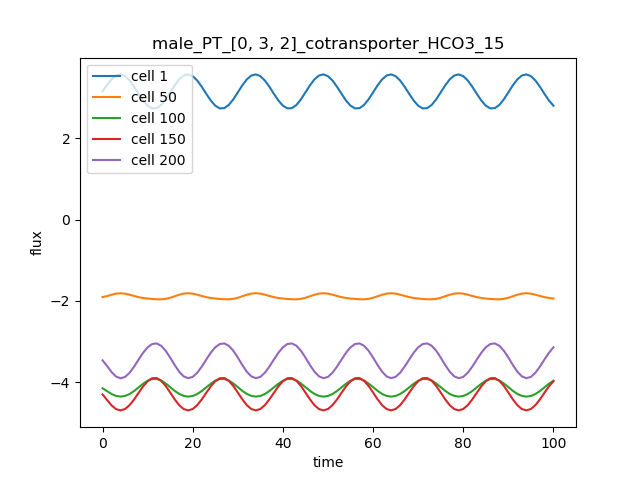 male_PT_[0, 3, 2]_cotransporter_HCO3_15
cell 1
cell 50
cell 100
cell 150
cell 200
flux
2
0
−2
−4
0 20 40 60 80 100
time